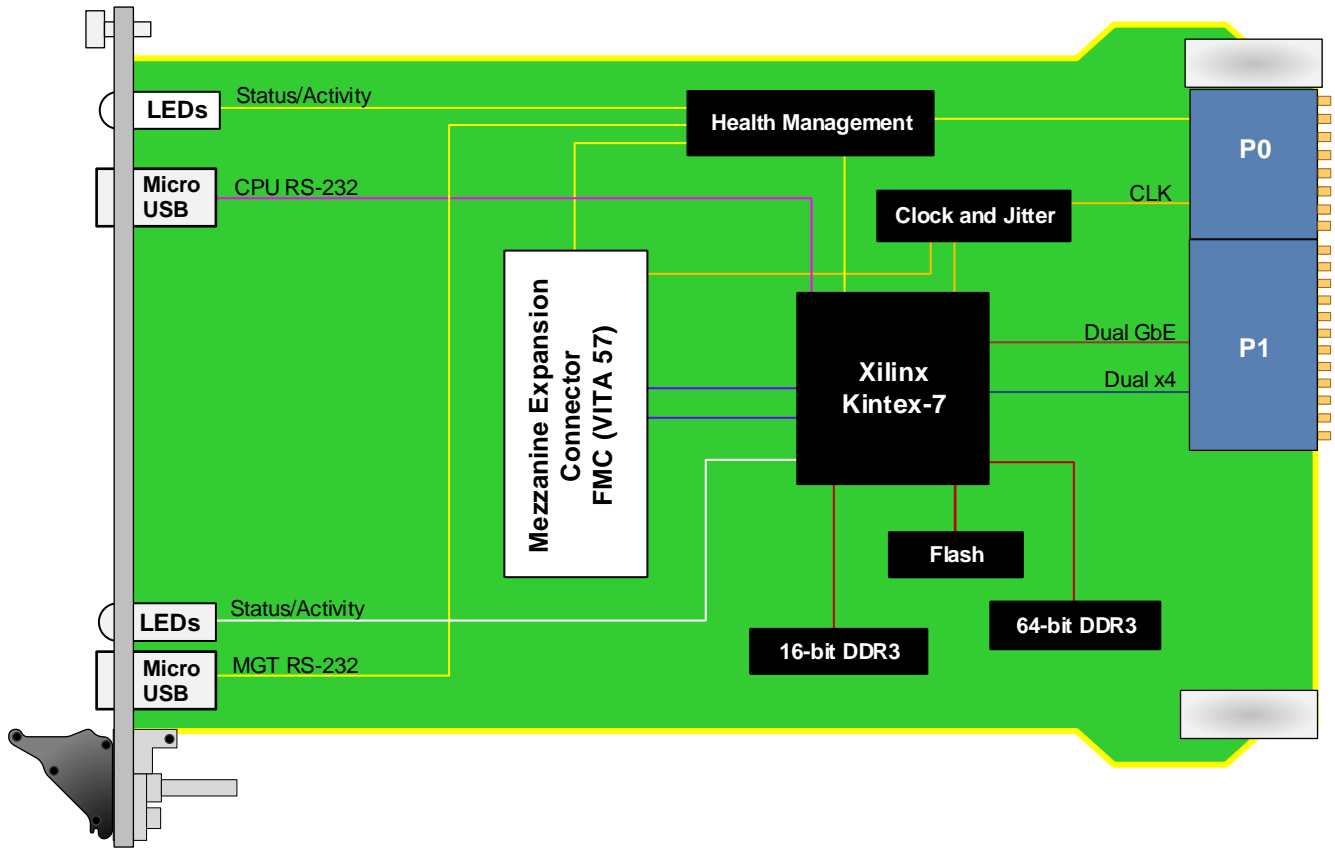 LEDs
Status/Activity
Health Management
P0
Micro
USB
CPU RS-232
CLK
Clock and Jitter
Mezzanine Expansion
Connector
FMC (VITA 57)
Xilinx
Kintex-7
Dual GbE
P1
Dual x4
Flash
LEDs
Status/Activity
16-bit DDR3
64-bit DDR3
Micro
USB
MGT RS-232